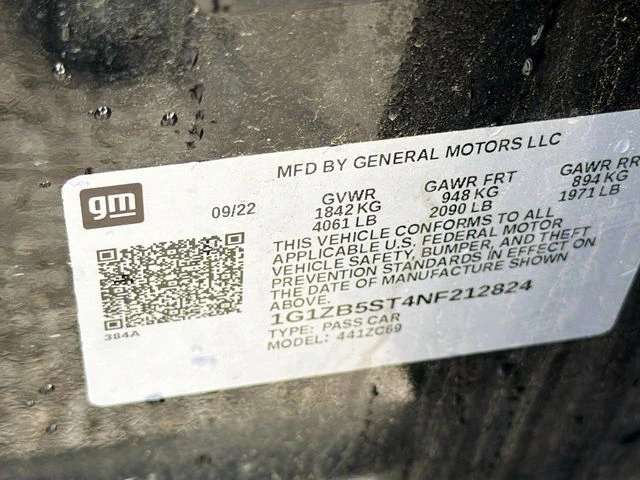 MFD BY GENERAL MOTORS LLC
gm
09/22
GVWR GAWR FRT GAWR RR
1842 KG 948 KG 894 KG
4061 LB 2090 LB 1971 LB
THIS VEHICLE CONFORMS TO ALL
APPLICABLE U.S. FEDERAL MOTOR
VEHICLE SAFETY, BUMPER, AND THEFT
PREVENTION STANDARDS IN EFFECT ON
THE DATE OF MANUFACTURE SHOWN
ABOVE.
1G1ZB5ST4NF212824
TYPE: PASS CAR
MODEL: 441ZC69
384A